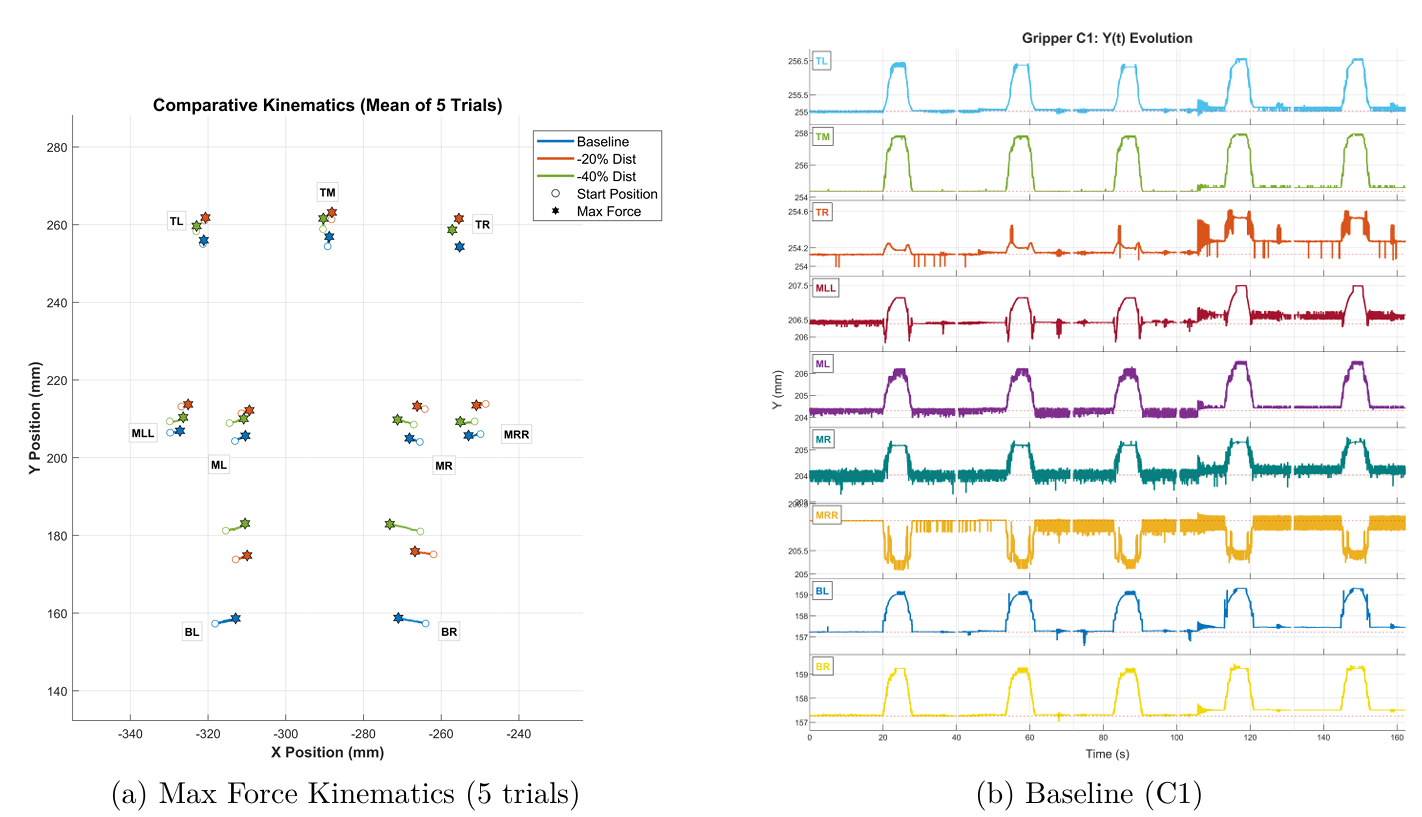 Comparative Kinematics (Mean of 5 Trials)
Baseline
-20% Dist
-40% Dist
Start Position
Max Force
TL
TM
TR
MLL
ML
MR
MRR
BL
BR
280
260
240
220
200
180
160
140
-340
-320
-300
-280
-260
-240
Y Position (mm)
X Position (mm)
(a) Max Force Kinematics (5 trials)
Gripper C1: Y(t) Evolution
TL
256.5
255.5
255
TM
258
256
254
TR
254.6
254.2
254
MLL
207.5
206.5
206
ML
206
204
MR
205
204
MRR
205.5
205
BL
159
158
157
BR
159
158
157
Y (mm)
0
20
40
60
80
100
120
140
160
Time (s)
(b) Baseline (C1)